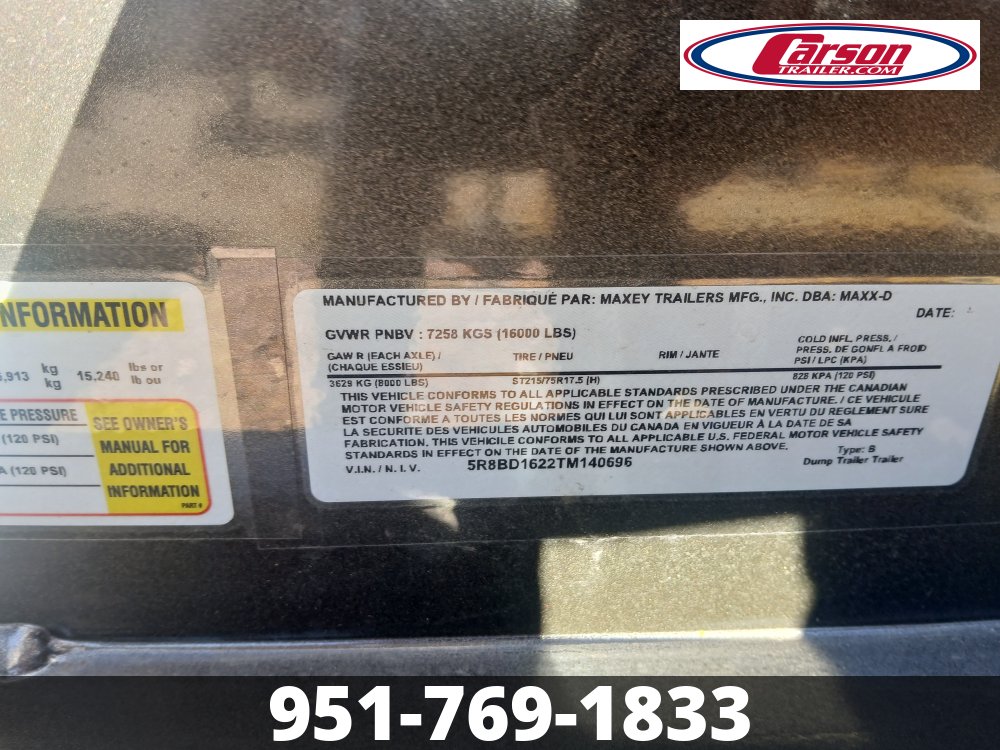 Carson
TRAILER.COM
NFORMATION
5,913 kg
kg
15,240 lbs or
lb ou
E PRESSURE
(120 PSI)
A (120 PSI)
SEE OWNER'S
MANUAL FOR
ADDITIONAL
INFORMATION
PART #
MANUFACTURED BY / FABRIQUÉ PAR: MAXEY TRAILERS MFG., INC. DBA: MAXX-D
DATE:
GVWR PNBV : 7258 KGS (16000 LBS)
GAWR (EACH AXLE) /
(CHAQUE ESSIEU)
TIRE / PNEU
RIM / JANTE
COLD INFL. PRESS. /
PRESS. DE GONFL A FROID
PSI / LPC (KPA)
3629 KG (8000 LBS)
ST215/75R17.5 (H)
828 KPA (120 PSI)
THIS VEHICLE CONFORMS TO ALL APPLICABLE STANDARDS PRESCRIBED UNDER THE CANADIAN
MOTOR VEHICLE SAFETY REGULATIONS IN EFFECT ON THE DATE OF MANUFACTURE. / CE VEHICULE
EST CONFORME A TOUTES LES NORMES QUI LUI SONT APPLICABLES EN VERTU DU REGLEMENT SURE
LA SECURITE DES VEHICULES AUTOMOBILES DU CANADA EN VIGUEUR À LA DATE DE SA
FABRICATION. THIS VEHICILE CONFORMS TO ALL APPLICABLE U.S. FEDERAL MOTOR VEHICLE SAFETY
STANDARDS IN EFFECT ON THE DATE OF THE MANUFACTURE SHOWN ABOVE.
V.I.N. / N.I.V.
5R8BD1622TM140696
Type: B
Dump Trailer Trailer
951-769-1833